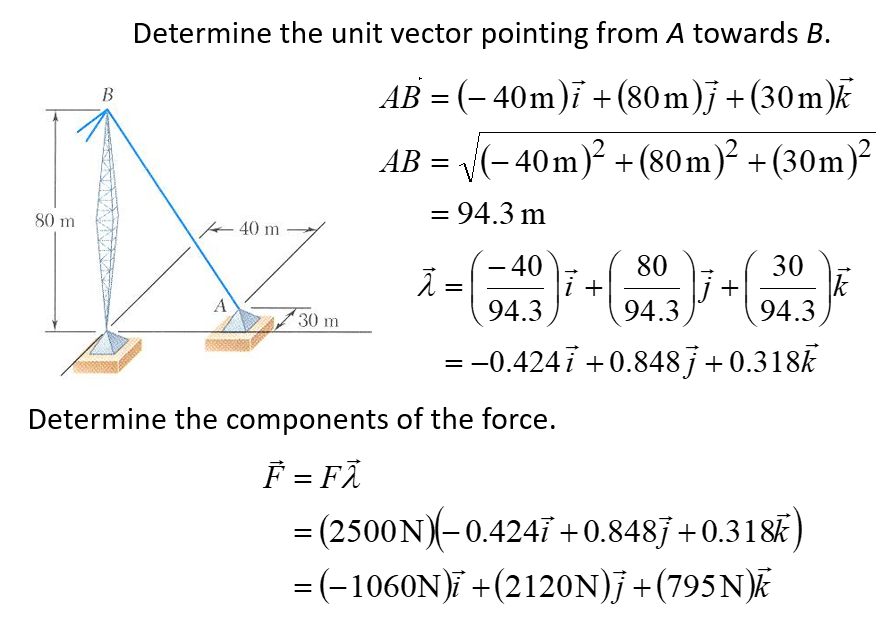 Determine the unit vector pointing from A towards B.
AB = (− 40 m) i⃗ + (80 m) j⃗ + (30 m) k⃗
AB = √((− 40 m)² + (80 m)² + (30 m)²)
= 94.3 m
λ⃗ = (− 40 / 94.3) i⃗ + (80 / 94.3) j⃗ + (30 / 94.3) k⃗
= −0.424 i⃗ + 0.848 j⃗ + 0.318k⃗
B
80 m
40 m
A
30 m
Determine the components of the force.
F⃗ = Fλ⃗
= (2500 N)(− 0.424i⃗ + 0.848j⃗ + 0.318k⃗)
= (−1060N) i⃗ + (2120N) j⃗ + (795 N) k⃗